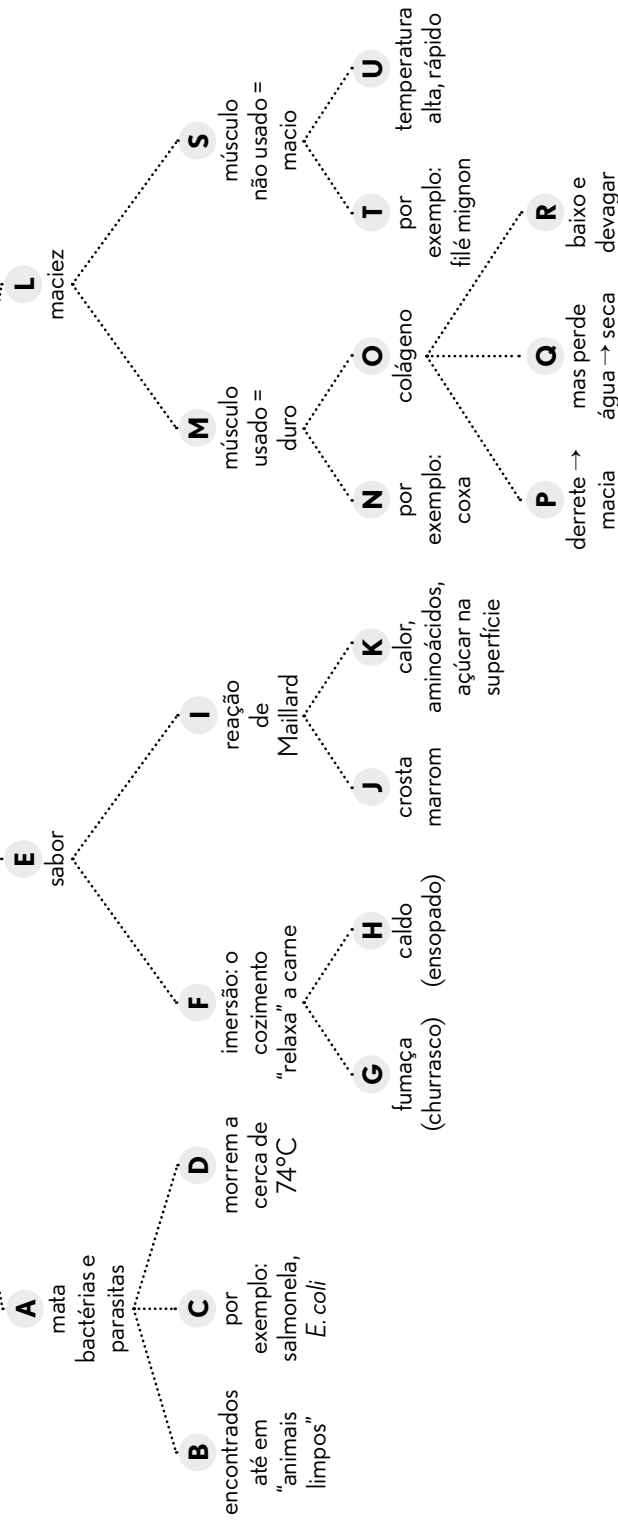 A
mata
bactérias e
parasitas
B
encontrados
até em
“animais
limpos”
C
por
exemplo:
salmonela,
E. coli
D
morrem a
cerca de
74ºC
E
sabor
F
imersão: o
cozimento
“relaxa” a carne
G
fumaça
(churrasco)
H
caldo
(ensopado)
I
reação
de
Maillard
J
crosta
marrom
K
calor,
aminoácidos,
açúcar na
superfície
L
maciez
M
músculo
usado =
duro
N
por
exemplo:
coxa
O
colágeno
P
derrete →
macia
Q
mas perde
água → seca
R
baixo e
devagar
S
músculo
não usado =
macio
T
por
exemplo:
filé mignon
U
temperatura
alta, rápido